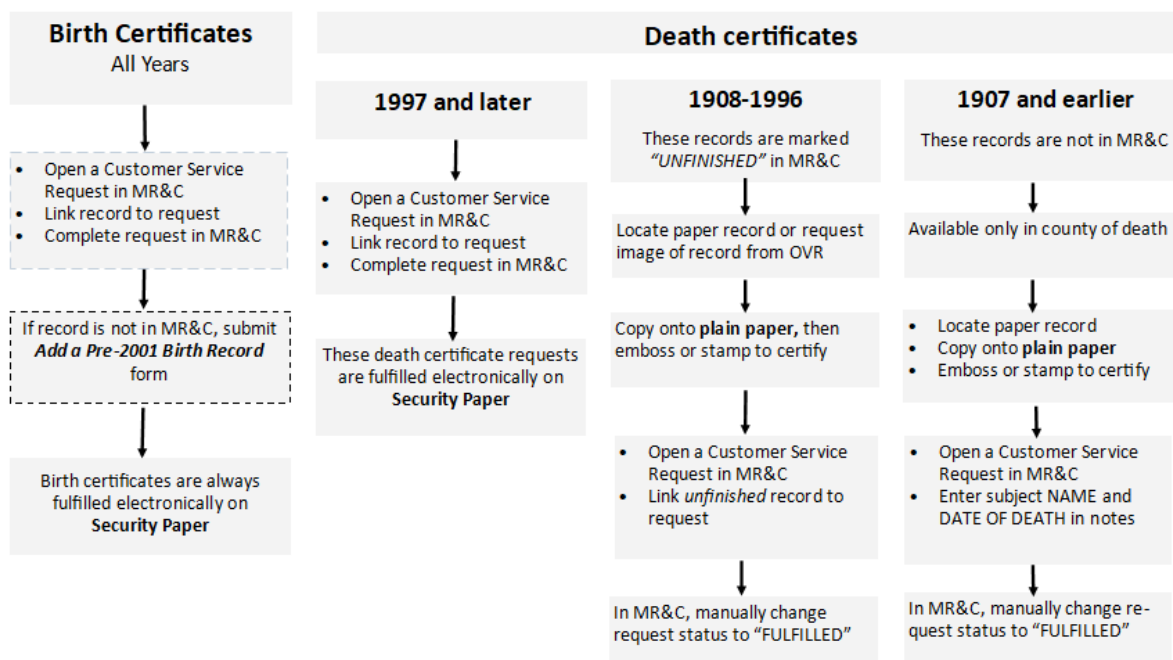 Birth Certificates
All Years
• Open a Customer Service
Request in MR&C
• Link record to request
• Complete request in MR&C
If record is not in MR&C, submit
Add a Pre-2001 Birth Record
form
Birth certificates are always
fulfilled electronically on
Security Paper
Death certificates
1997 and later
• Open a Customer Service
Request in MR&C
• Link record to request
• Complete request in MR&C
These death certificate requests
are fulfilled electronically on
Security Paper
1908-1996
These records are marked
“UNFINISHED” in MR&C
Locate paper record or request
image of record from OVR
Copy onto plain paper, then
emboss or stamp to certify
• Open a Customer Service
Request in MR&C
• Link unfinished record to
request
In MR&C, manually change
request status to “FULFILLED”
1907 and earlier
These records are not in MR&C
Available only in county of death
• Locate paper record
• Copy onto plain paper
• Emboss or stamp to certify
• Open a Customer Service
Request in MR&C
• Enter subject NAME and
DATE OF DEATH in notes
In MR&C, manually change re-
quest status to “FULFILLED”